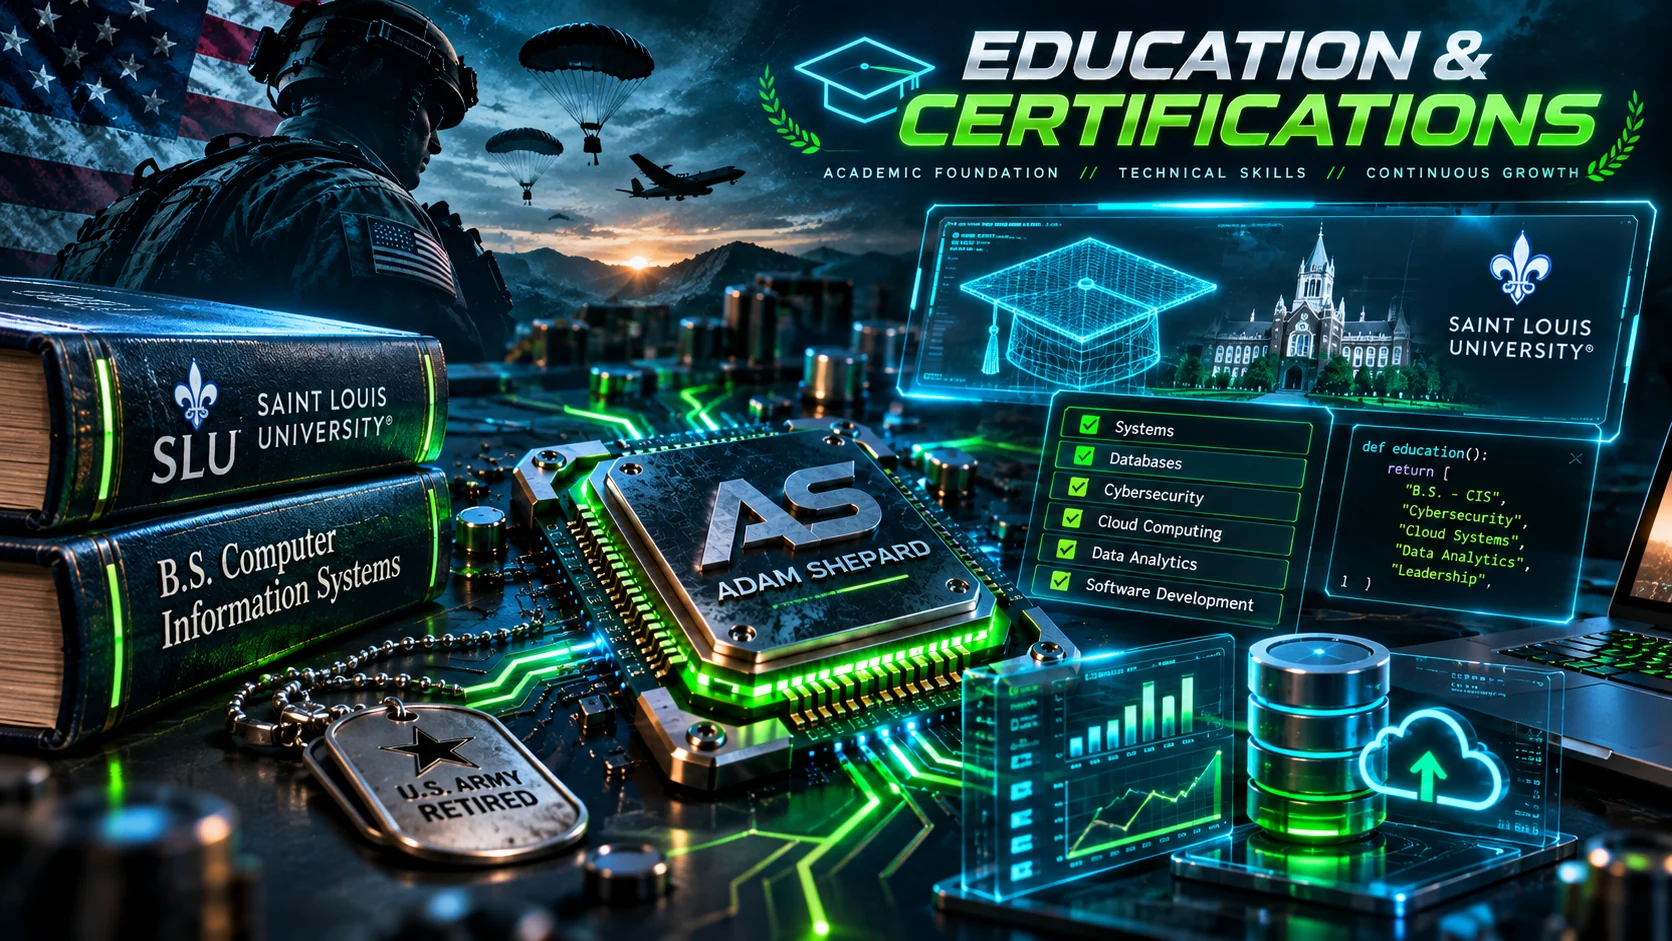 EDUCATION &
CERTIFICATIONS
ACADEMIC FOUNDATION // TECHNICAL SKILLS // CONTINUOUS GROWTH
SAINT LOUIS
UNIVERSITY®
SLU
SAINT LOUIS
UNIVERSITY®
B.S. Computer
Information Systems
AS
ADAM SHEPARD
U.S. ARMY
RETIRED
Systems
Databases
Cybersecurity
Cloud Computing
Data Analytics
Software Development
def education():
return [
"B.S. - CIS",
"Cybersecurity",
"Cloud Systems",
"Data Analytics",
"Leadership",
1 )